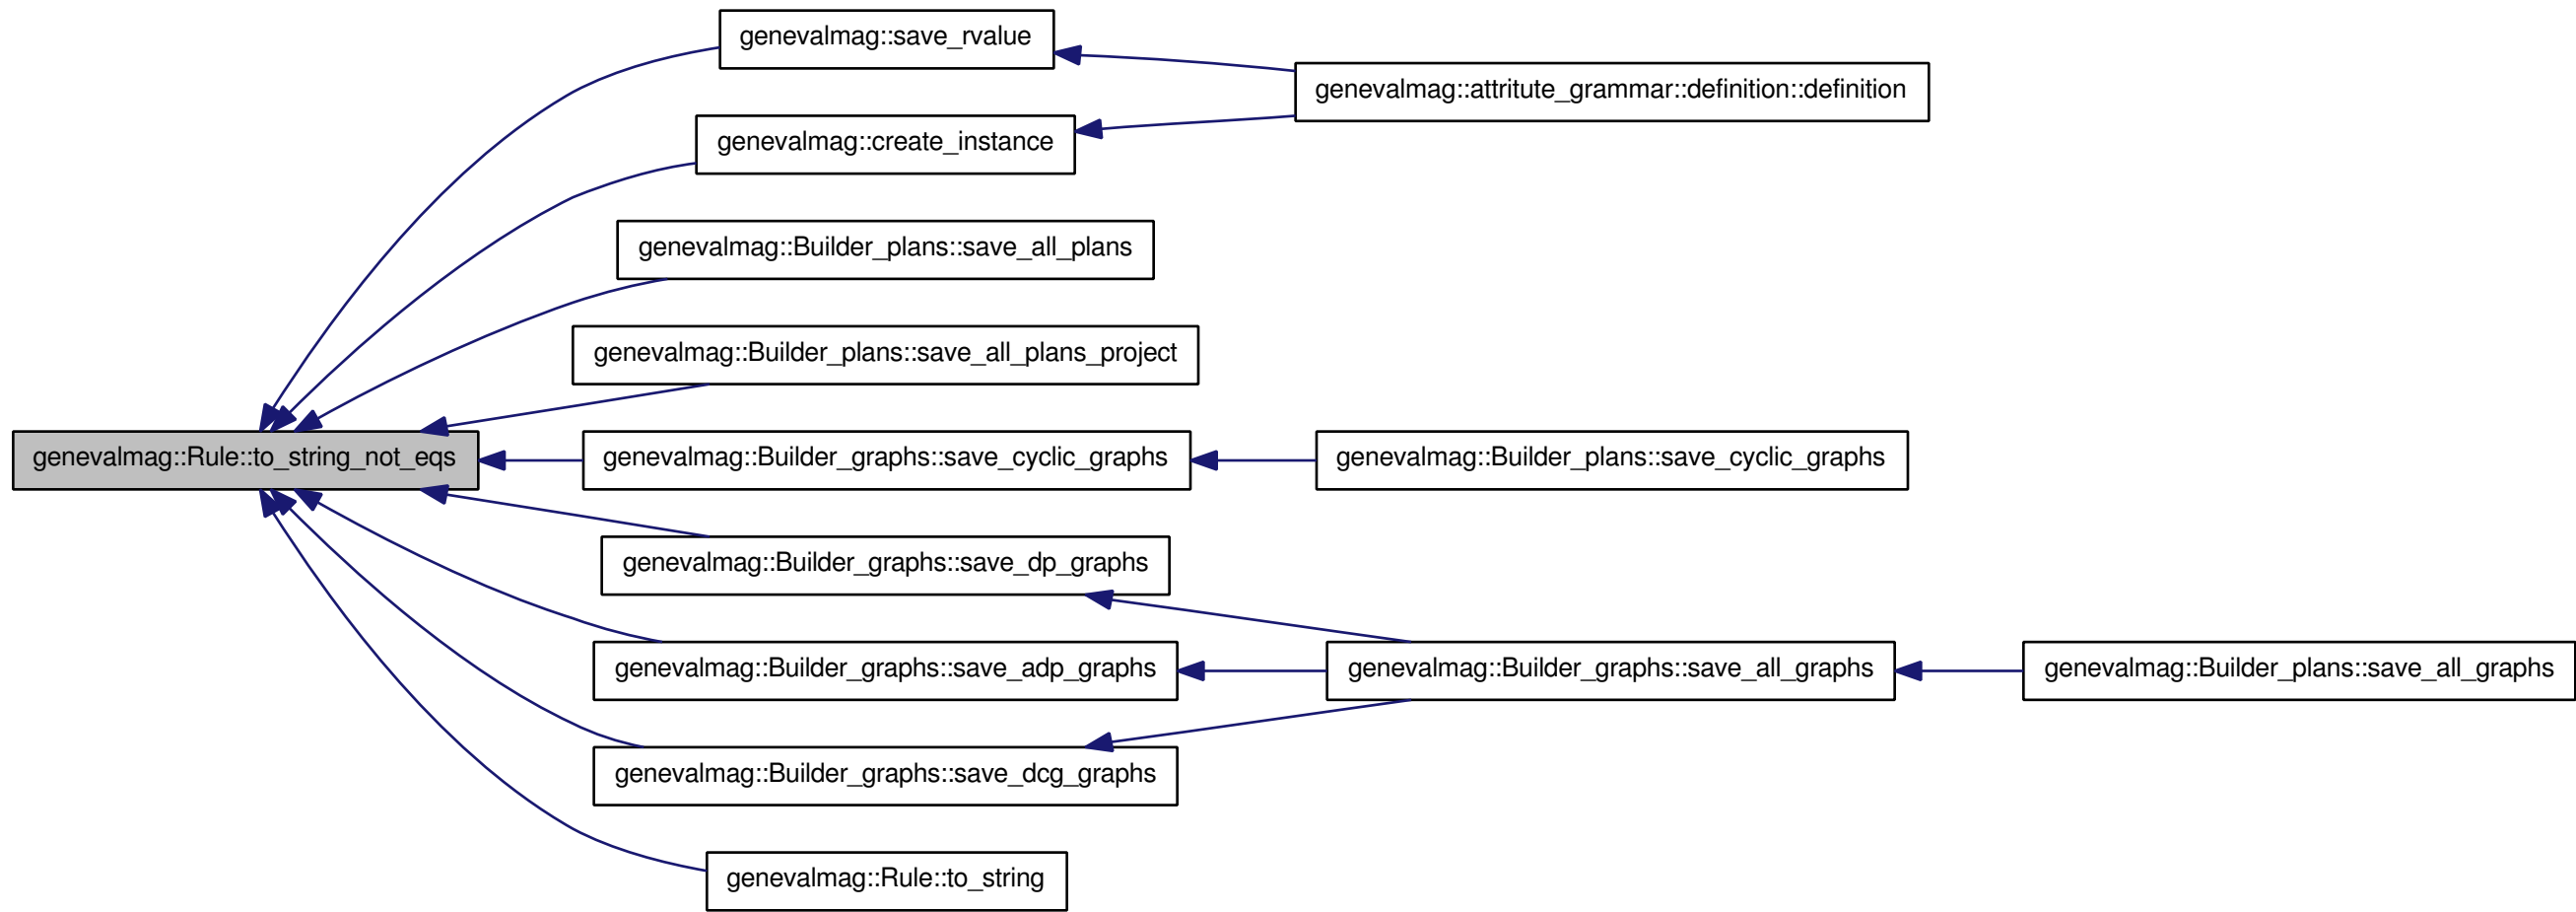 genevalmag::save_rvalue
genevalmag::attritute_grammar::definition::definition
genevalmag::create_instance
genevalmag::Builder_plans::save_all_plans
genevalmag::Builder_plans::save_all_plans_project
genevalmag::Rule::to_string_not_eqs
genevalmag::Builder_graphs::save_cyclic_graphs
genevalmag::Builder_plans::save_cyclic_graphs
genevalmag::Builder_graphs::save_dp_graphs
genevalmag::Builder_graphs::save_adp_graphs
genevalmag::Builder_graphs::save_all_graphs
genevalmag::Builder_plans::save_all_graphs
genevalmag::Builder_graphs::save_dcg_graphs
genevalmag::Rule::to_string